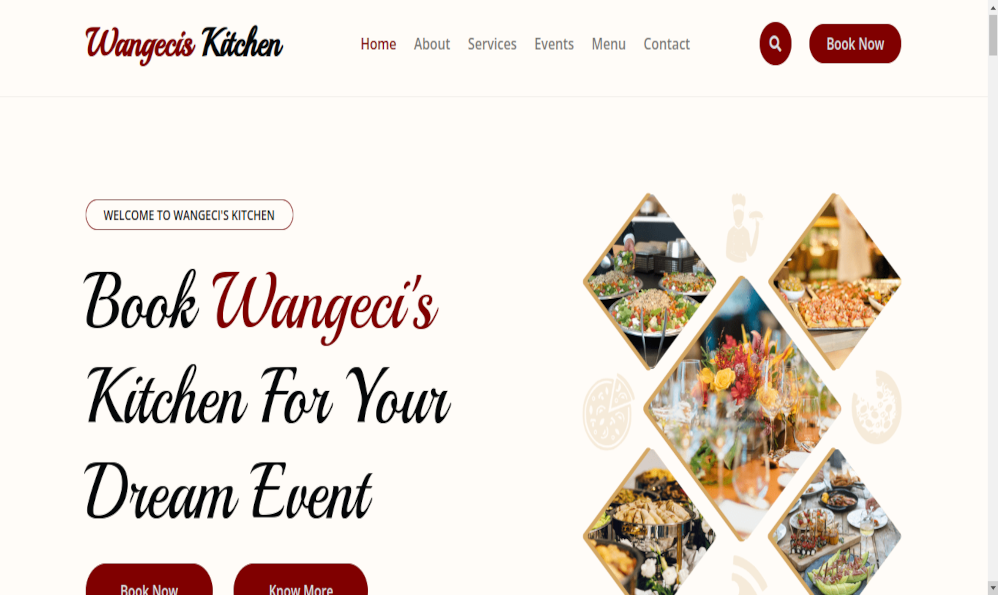 Wangecis Kitchen
Home About Services Events Menu Contact
Book Now
WELCOME TO WANGECI'S KITCHEN
Book Wangeci's
Kitchen For Your
Dream Event
Book Now Know More